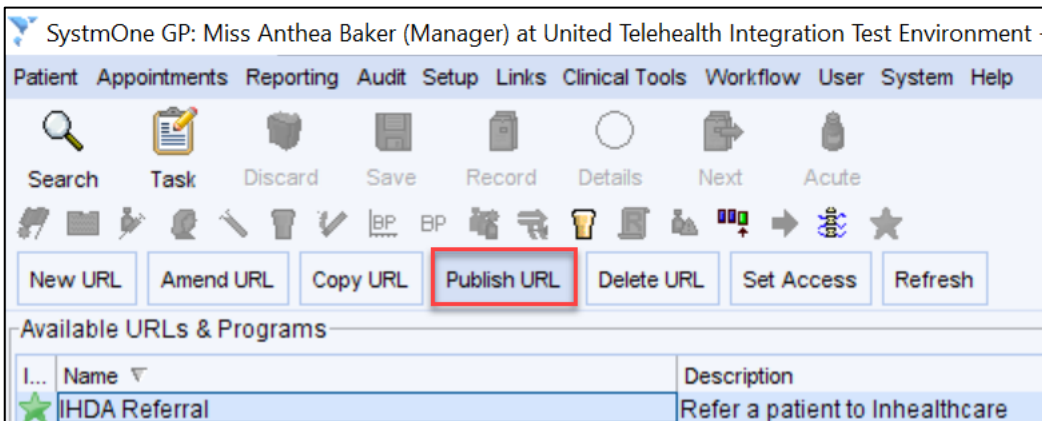 SystmOne GP: Miss Anthea Baker (Manager) at United Telehealth Integration Test Environment -
Patient Appointments Reporting Audit Setup Links Clinical Tools Workflow User System Help
Search Task Discard Save Record Details Next Acute
BP BP
New URL Amend URL Copy URL Publish URL Delete URL Set Access Refresh
Available URLs & Programs
I... Name Description
IHDA Referral Refer a patient to Inhealthcare